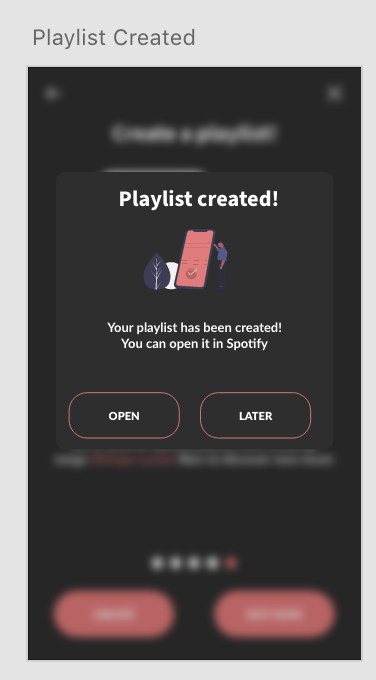 Playlist Created
Create a playlist!
Playlist created!
Your playlist has been created!
You can open it in Spotify
OPEN
LATER